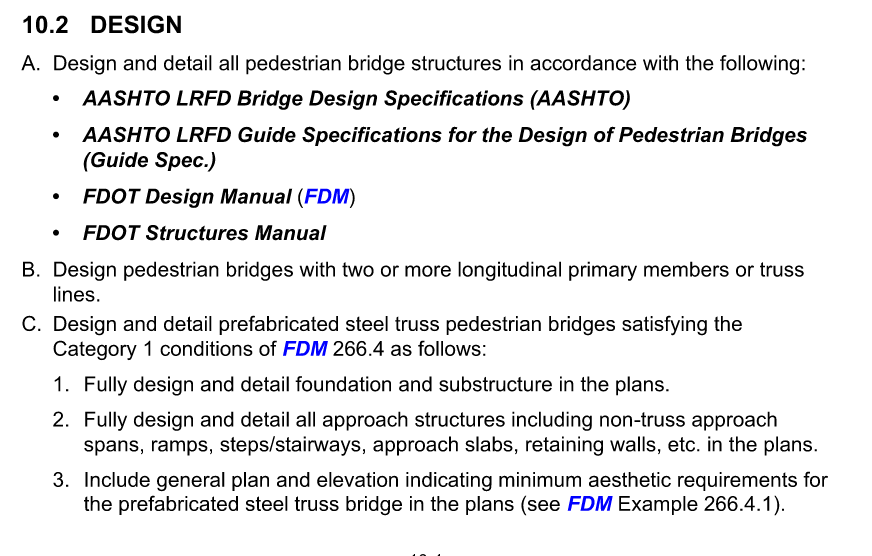 10.2 DESIGN
A. Design and detail all pedestrian bridge structures in accordance with the following:
• AASHTO LRFD Bridge Design Specifications (AASHTO)
• AASHTO LRFD Guide Specifications for the Design of Pedestrian Bridges
(Guide Spec.)
• FDOT Design Manual (FDM)
• FDOT Structures Manual
B. Design pedestrian bridges with two or more longitudinal primary members or truss
lines.
C. Design and detail prefabricated steel truss pedestrian bridges satisfying the
Category 1 conditions of FDM 266.4 as follows:
1. Fully design and detail foundation and substructure in the plans.
2. Fully design and detail all approach structures including non-truss approach
spans, ramps, steps/stairways, approach slabs, retaining walls, etc. in the plans.
3. Include general plan and elevation indicating minimum aesthetic requirements for
the prefabricated steel truss bridge in the plans (see FDM Example 266.4.1).